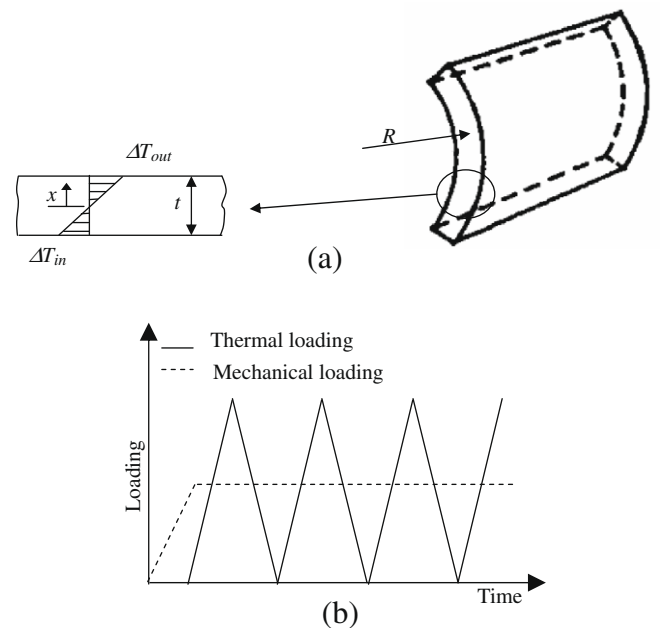 ΔT_out
R
x
t
ΔT_in
(a)
Thermal loading
Mechanical loading
Loading
Time
(b)